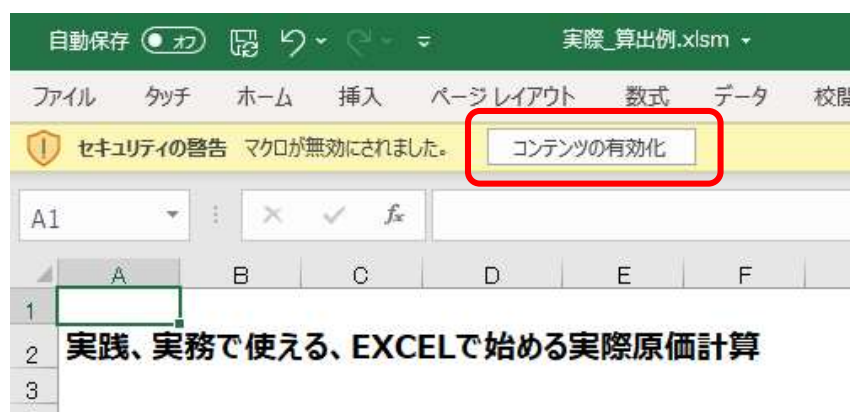 自動保存 オフ 実際_算出例.xlsm
ファイル タッチ ホーム 挿入 ページ レイアウト 数式 データ 校閲
セキュリティの警告 マクロが無効にされました。 コンテンツの有効化
A1 fx
A B C D E F
1
2 実践、実務で使える、EXCELで始める実際原価計算
3